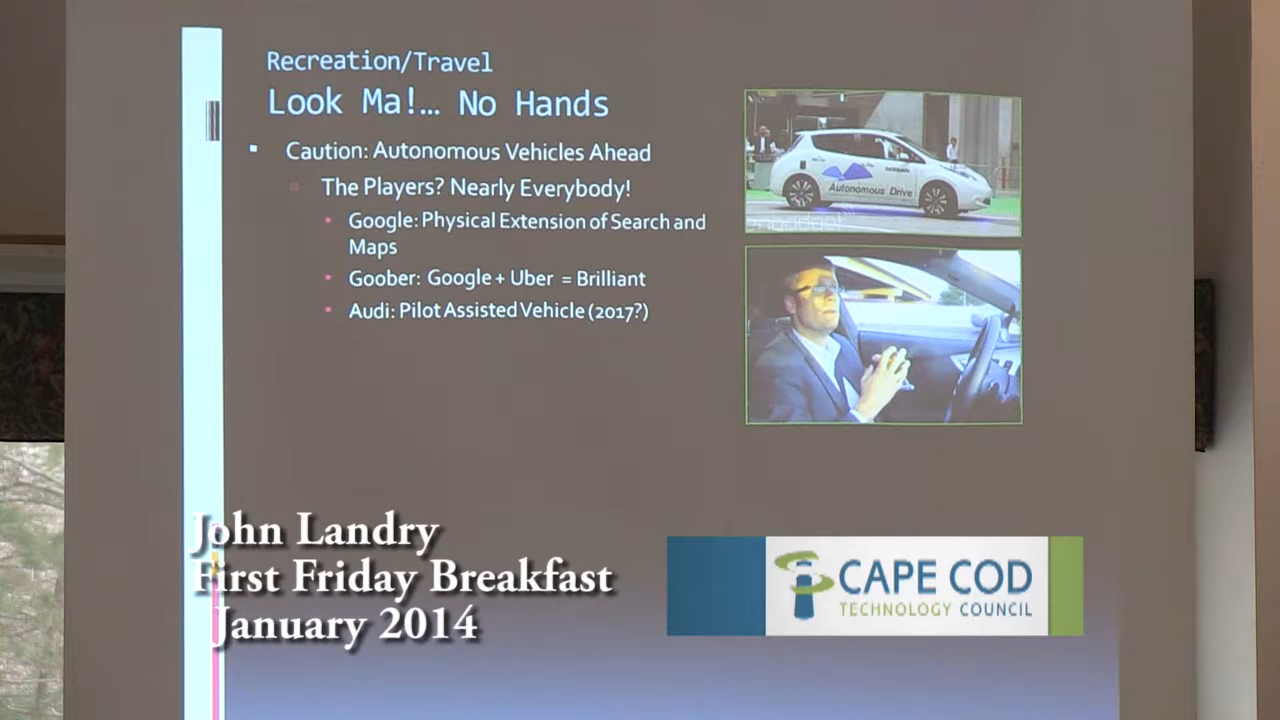 Recreation/Travel
Look Ma!… No Hands
Caution: Autonomous Vehicles Ahead
The Players? Nearly Everybody!
Google: Physical Extension of Search and
Maps
Goober: Google + Uber = Brilliant
Audi: Pilot Assisted Vehicle (2017?)
Autonomous Drive
engadget
John Landry
First Friday Breakfast
January 2014
CAPE COD
TECHNOLOGY COUNCIL